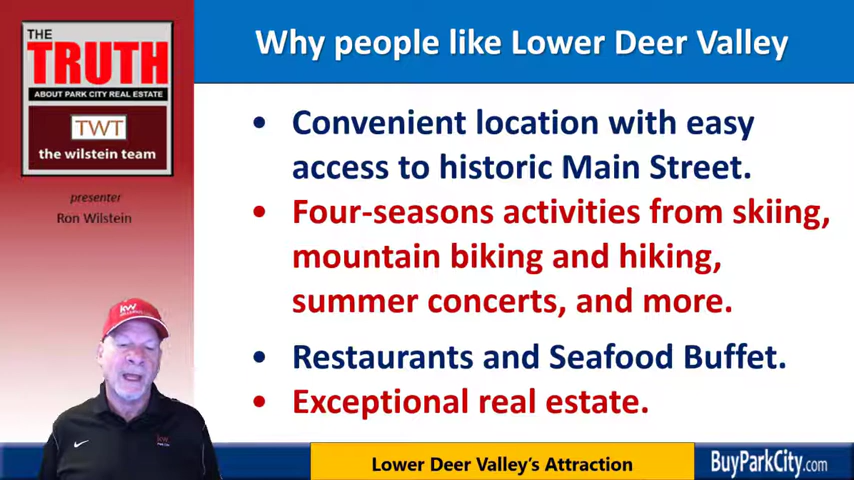 THE
TRUTH
ABOUT PARK CITY REAL ESTATE
TWT
the wilstein team
presenter
Ron Wilstein
Why people like Lower Deer Valley
• Convenient location with easy
access to historic Main Street.
• Four-seasons activities from skiing,
mountain biking and hiking,
summer concerts, and more.
• Restaurants and Seafood Buffet.
• Exceptional real estate.
kw
kw
Lower Deer Valley's Attraction
BuyParkCity.com